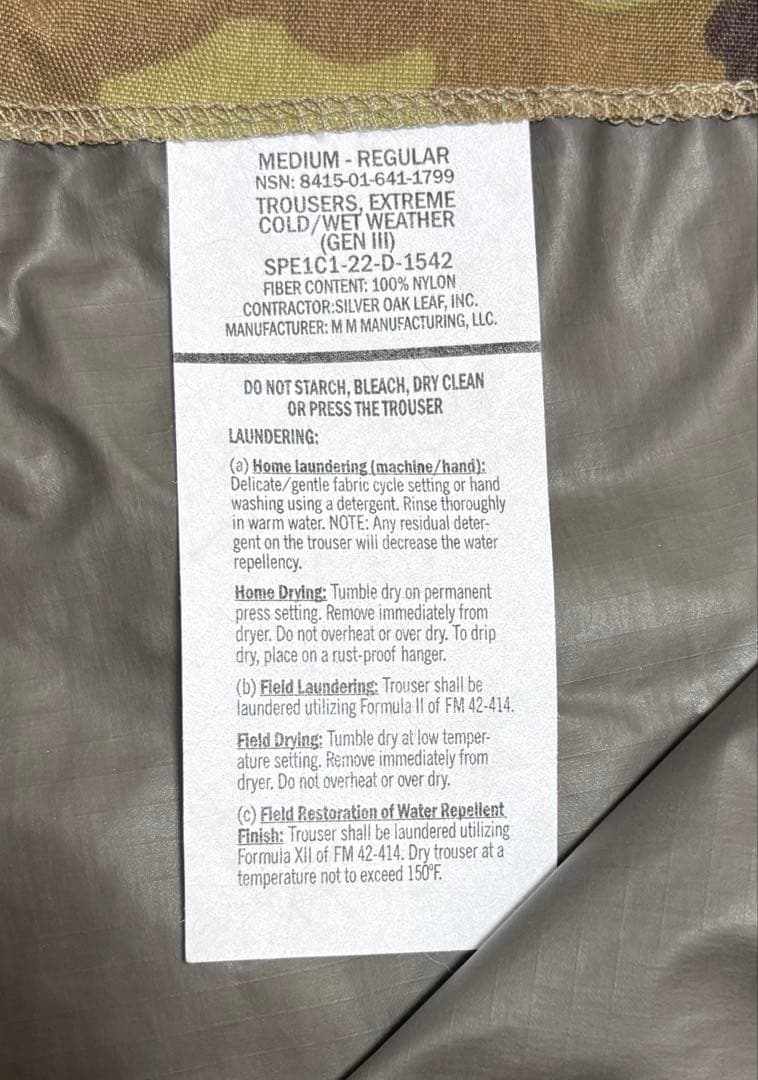 MEDIUM - REGULAR
NSN: 8415-01-641-1799
TROUSERS, EXTREME
COLD/WET WEATHER
(GEN III)
SPE1C1-22-D-1542
FIBER CONTENT: 100% NYLON
CONTRACTOR:SILVER OAK LEAF, INC.
MANUFACTURER: M M MANUFACTURING, LLC.
DO NOT STARCH, BLEACH, DRY CLEAN
OR PRESS THE TROUSER
LAUNDERING:
(a) Home laundering (machine/hand):
Delicate/gentle fabric cycle setting or hand
washing using a detergent. Rinse thoroughly
in warm water. NOTE: Any residual deter-
gent on the trouser will decrease the water
repellency.
Home Drying: Tumble dry on permanent
press setting. Remove immediately from
dryer. Do not overheat or over dry. To drip
dry, place on a rust-proof hanger.
(b) Field Laundering: Trouser shall be
laundered utilizing Formula II of FM 42-414.
Field Drying: Tumble dry at low temper-
ature setting. Remove immediately from
dryer. Do not overheat or over dry.
(c) Field Restoration of Water Repellent
Finish: Trouser shall be laundered utilizing
Formula XII of FM 42-414. Dry trouser at a
temperature not to exceed 150°F.